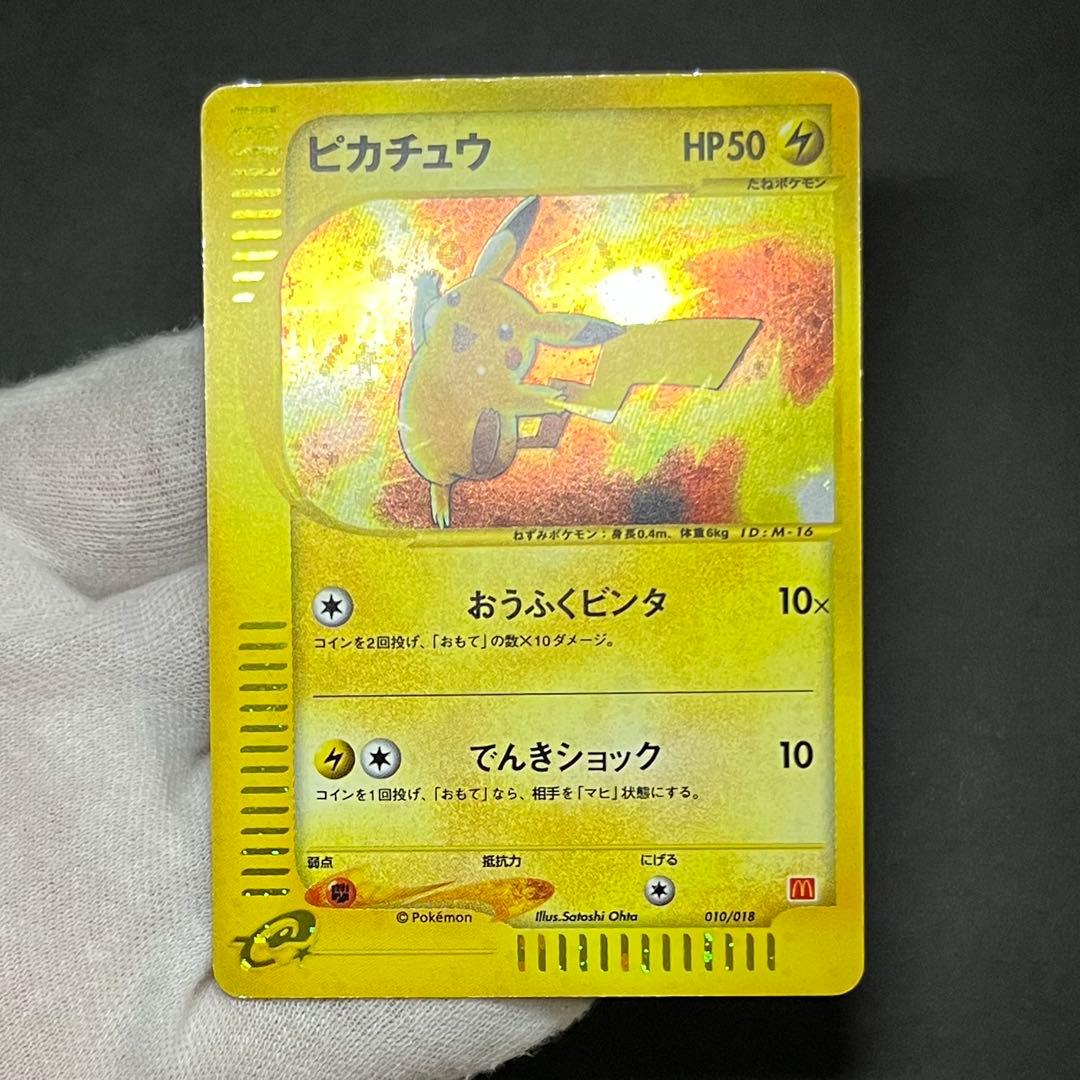 ピカチュウ HP50
たねポケモン
ねずみポケモン：身長0.4m、体重6kg ID:M-16
おうふくビンタ 10×
コインを2回投げ、「おもて」の数×10ダメージ。
でんきショック 10
コインを1回投げ、「おもて」なら、相手を「マヒ」状態にする。
弱点 抵抗力 にげる
© Pokémon Illus.Satoshi Ohta 010/018